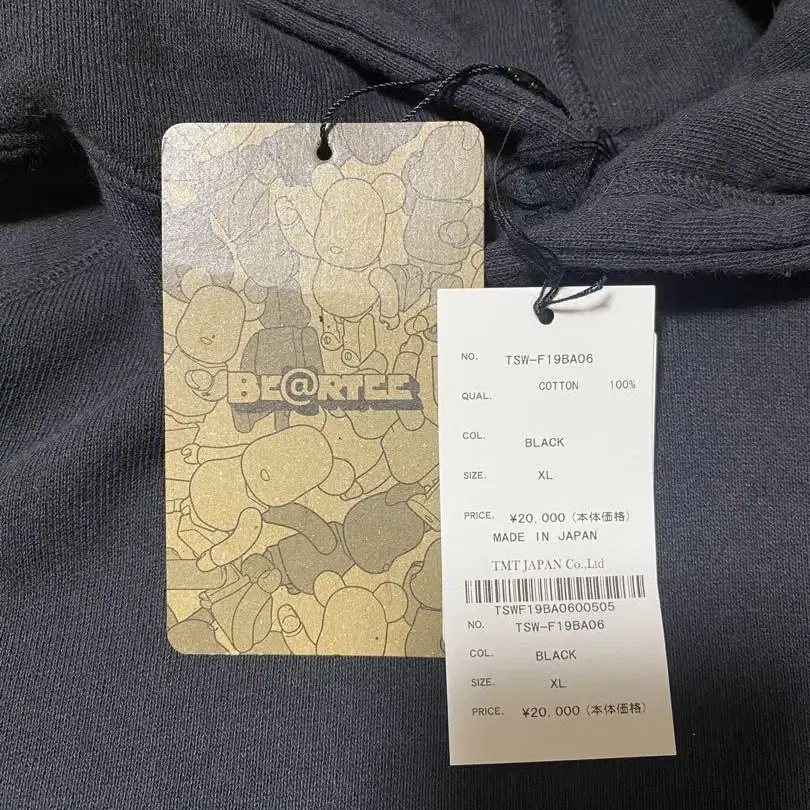 BE@RTEE
NO. TSW-F19BA06
QUAL. COTTON 100%
COL. BLACK
SIZE. XL
PRICE. ¥20,000 (本体価格)
MADE IN JAPAN
TMT JAPAN Co.,Ltd
TSWF19BA0600505
NO. TSW-F19BA06
COL. BLACK
SIZE. XL
PRICE. ¥20,000 (本体価格)